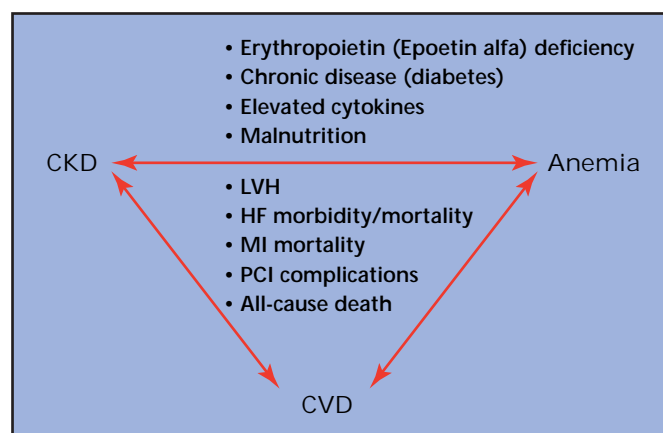 • Erythropoietin (Epoetin alfa) deficiency
• Chronic disease (diabetes)
• Elevated cytokines
• Malnutrition
CKD
Anemia
• LVH
• HF morbidity/mortality
• MI mortality
• PCI complications
• All-cause death
CVD